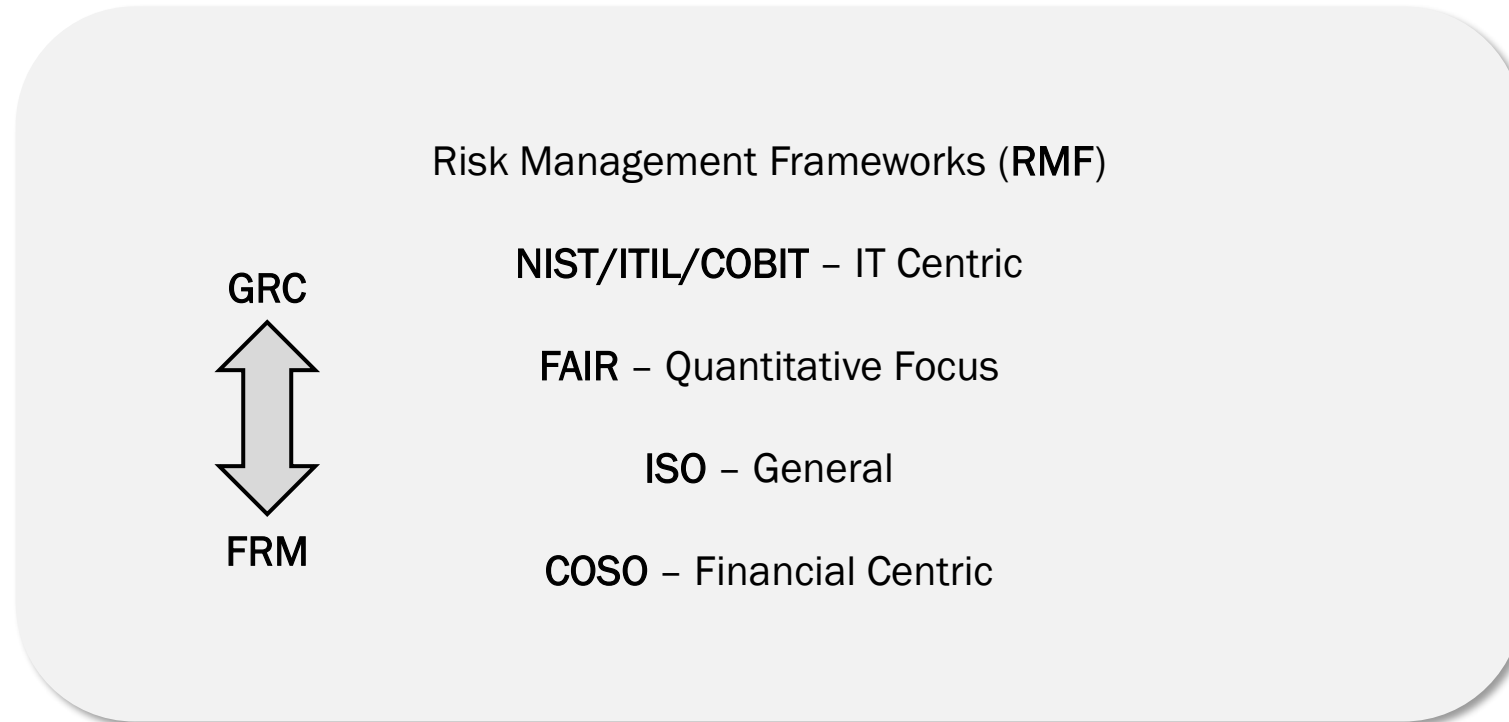 Risk Management Frameworks (RMF)
NIST/ITIL/COBIT – IT Centric
GRC
FAIR – Quantitative Focus
ISO – General
FRM
COSO – Financial Centric